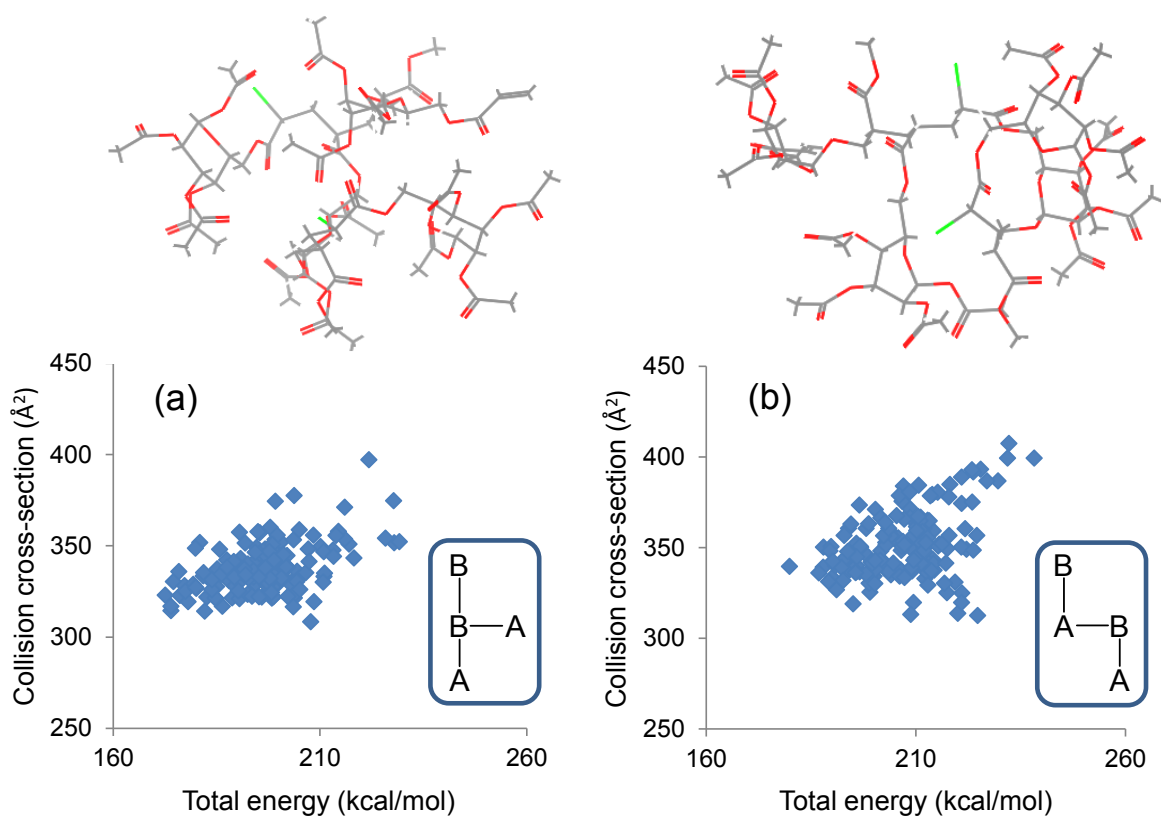 450
400
350
300
250
Collision cross-section (Å²)
(a)
B
B
A
A
160
210
260
Total energy (kcal/mol)
450
400
350
300
250
Collision cross-section (Å²)
(b)
B
A
B
A
160
210
260
Total energy (kcal/mol)